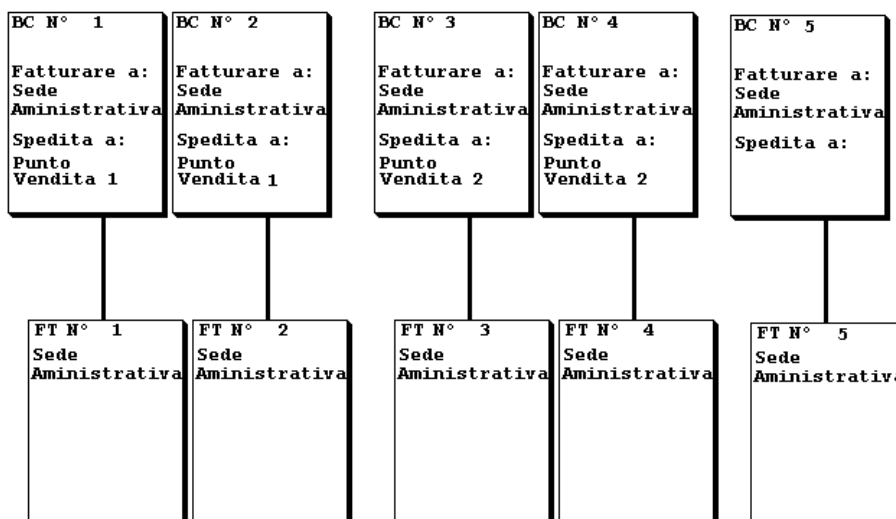 BC N° 1
Fatturare a:
Sede
Aministrativa
Spedita a:
Punto
Vendita 1
BC N° 2
Fatturare a:
Sede
Aministrativa
Spedita a:
Punto
Vendita 1
BC N° 3
Fatturare a:
Sede
Aministrativa
Spedita a:
Punto
Vendita 2
BC N° 4
Fatturare a:
Sede
Aministrativa
Spedita a:
Punto
Vendita 2
BC N° 5
Fatturare a:
Sede
Aministrativa
Spedita a:
FT N° 1
Sede
Aministrativa
FT N° 2
Sede
Aministrativa
FT N° 3
Sede
Aministrativa
FT N° 4
Sede
Aministrativa
FT N° 5
Sede
Aministrativa